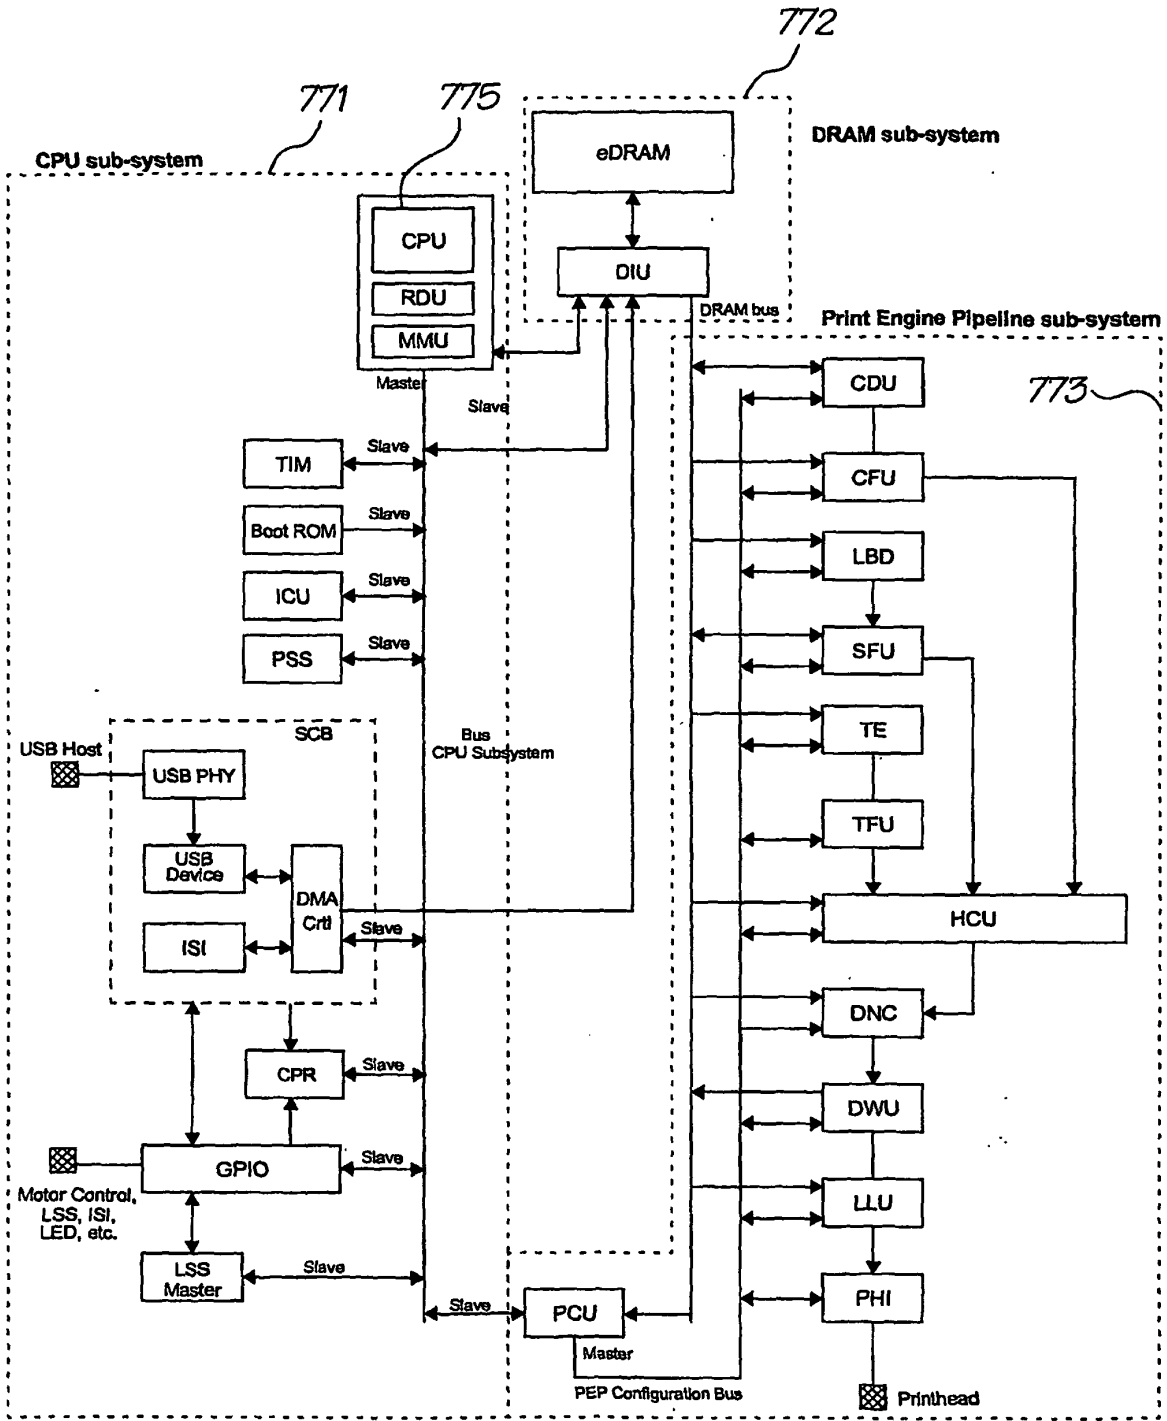 772
771
775
CPU sub-system
DRAM sub-system
eDRAM
CPU
DIU
RDU
MMU
DRAM bus
Print Engine Pipeline sub-system
Master
Slave
773
CDU
TIM
Slave
CFU
Boot ROM
Slave
LBD
ICU
Slave
PSS
Slave
SFU
SCB
Bus
CPU Subsystem
TE
USB Host
USB PHY
TFU
USB
Device
DMA
Crtl
Slave
ISI
HCU
DNC
CPR
Slave
DWU
GPIO
Slave
Motor Control,
LSS, ISI,
LED, etc.
LLU
LSS
Master
Slave
Slave
PCU
PHI
Master
PEP Configuration Bus
Printhead